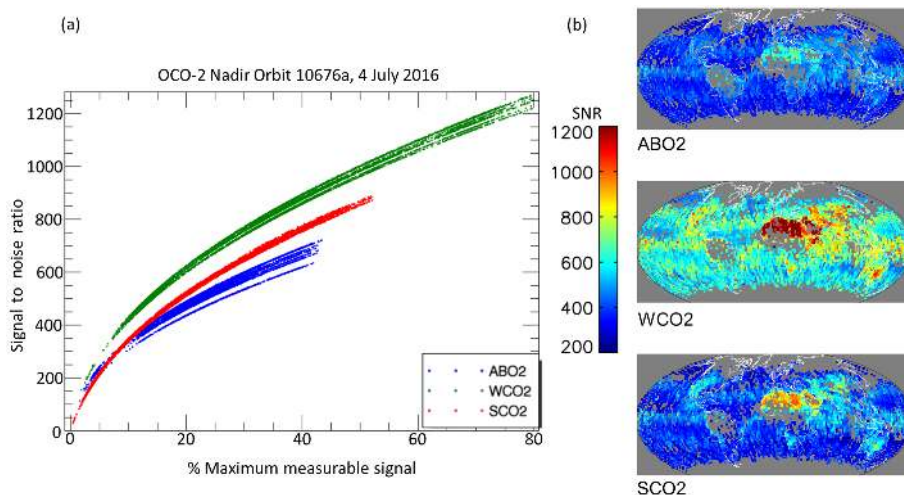 (a)
OCO-2 Nadir Orbit 10676a, 4 July 2016
Signal to noise ratio
1200
1000
800
600
400
200
0
0
20
40
60
80
% Maximum measurable signal
ABO2
WCO2
SCO2
(b)
SNR
1200
1000
800
600
400
200
ABO2
WCO2
SCO2